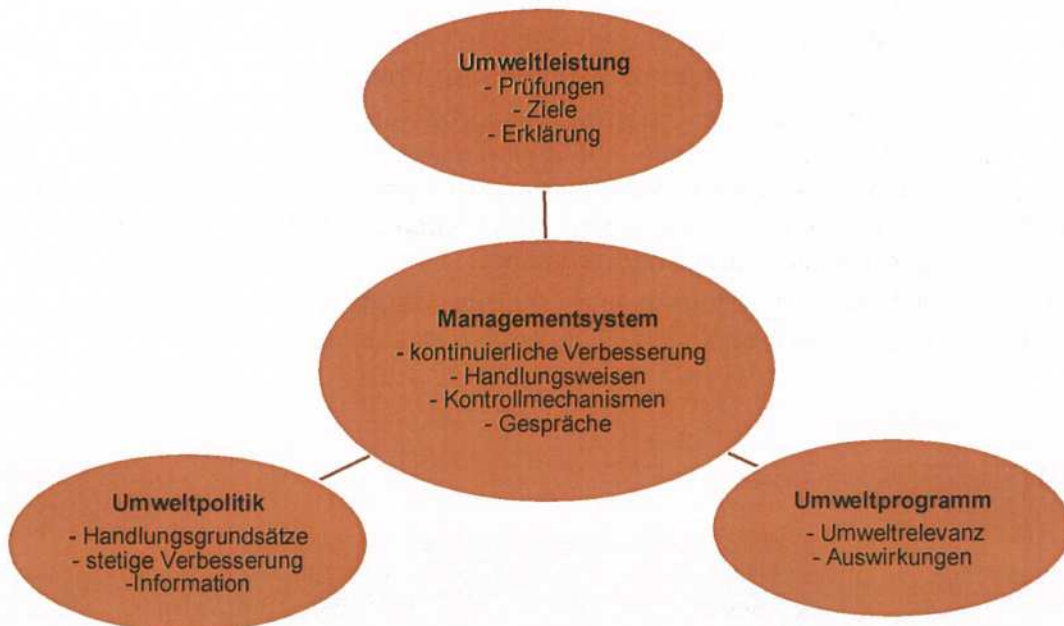 Umweltleistung
- Prüfungen
- Ziele
- Erklärung
Managementsystem
- kontinuierliche Verbesserung
- Handlungsweisen
- Kontrollmechanismen
- Gespräche
Umweltpolitik
- Handlungsgrundsätze
- stetige Verbesserung
-Information
Umweltprogramm
- Umweltrelevanz
- Auswirkungen